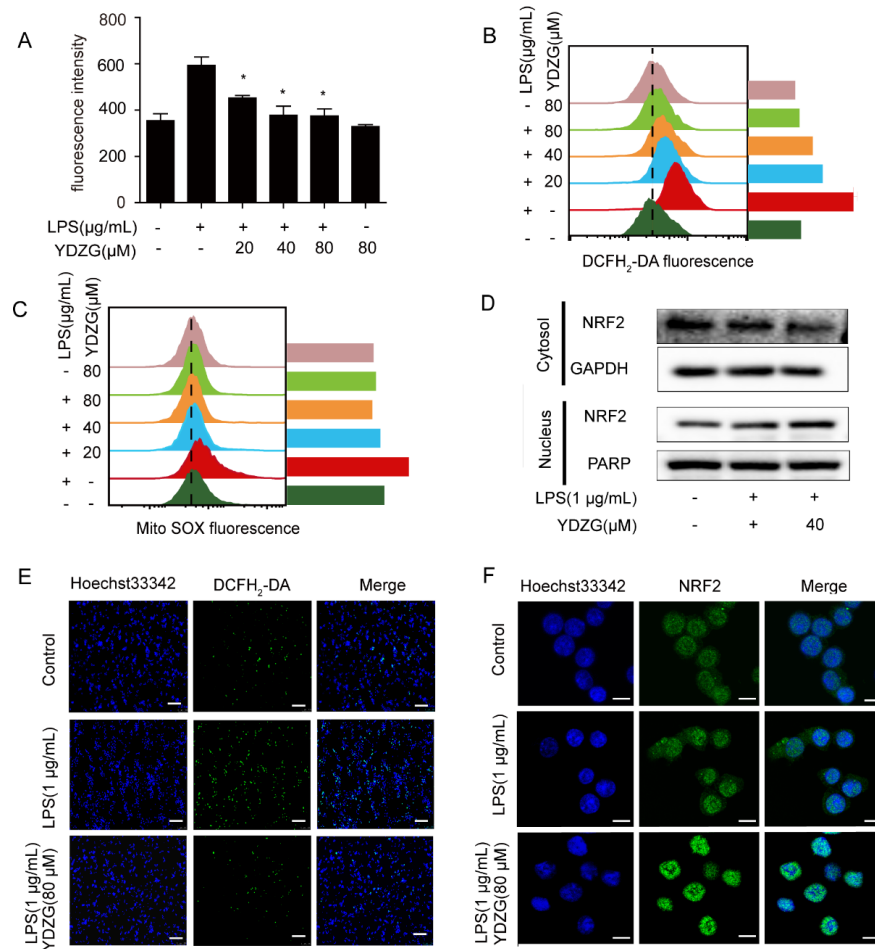 A
fluorescence intensity
800
600
400
200
0
LPS(μg/mL) - + + + + -
YDZG(μM) - - 20 40 80 80
* * *
B
LPS(μg/mL)
YDZG(μM)
- 80
+ 80
+ 40
+ 20
+ -
- -
DCFH2-DA fluorescence
C
LPS(μg/mL)
YDZG(μM)
- 80
+ 80
+ 40
+ 20
+ -
- -
Mito SOX fluorescence
D
Cytosol
NRF2
GAPDH
Nucleus
NRF2
PARP
LPS(1 μg/mL) - + +
YDZG(μM) - + 40
E
Hoechst33342 DCFH2-DA Merge
Control
LPS(1 μg/mL)
LPS(1 μg/mL)
YDZG(80 μM)
F
Hoechst33342 NRF2 Merge
Control
LPS(1 μg/mL)
LPS(1 μg/mL)
YDZG(80 μM)